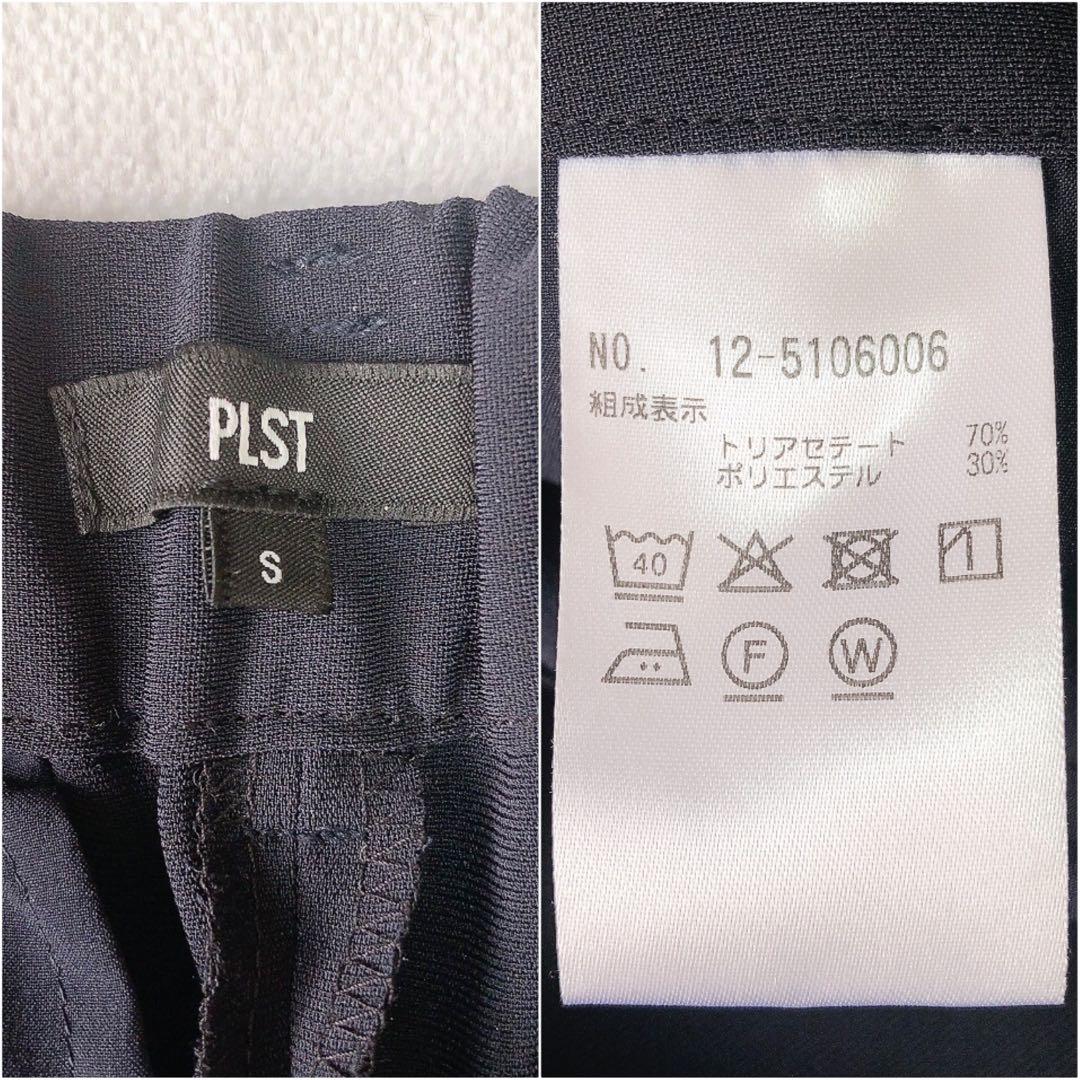 PLST
S
NO. 12-5106006
組成表示
トリアセテート 70%
ポリエステル 30%
40
F W